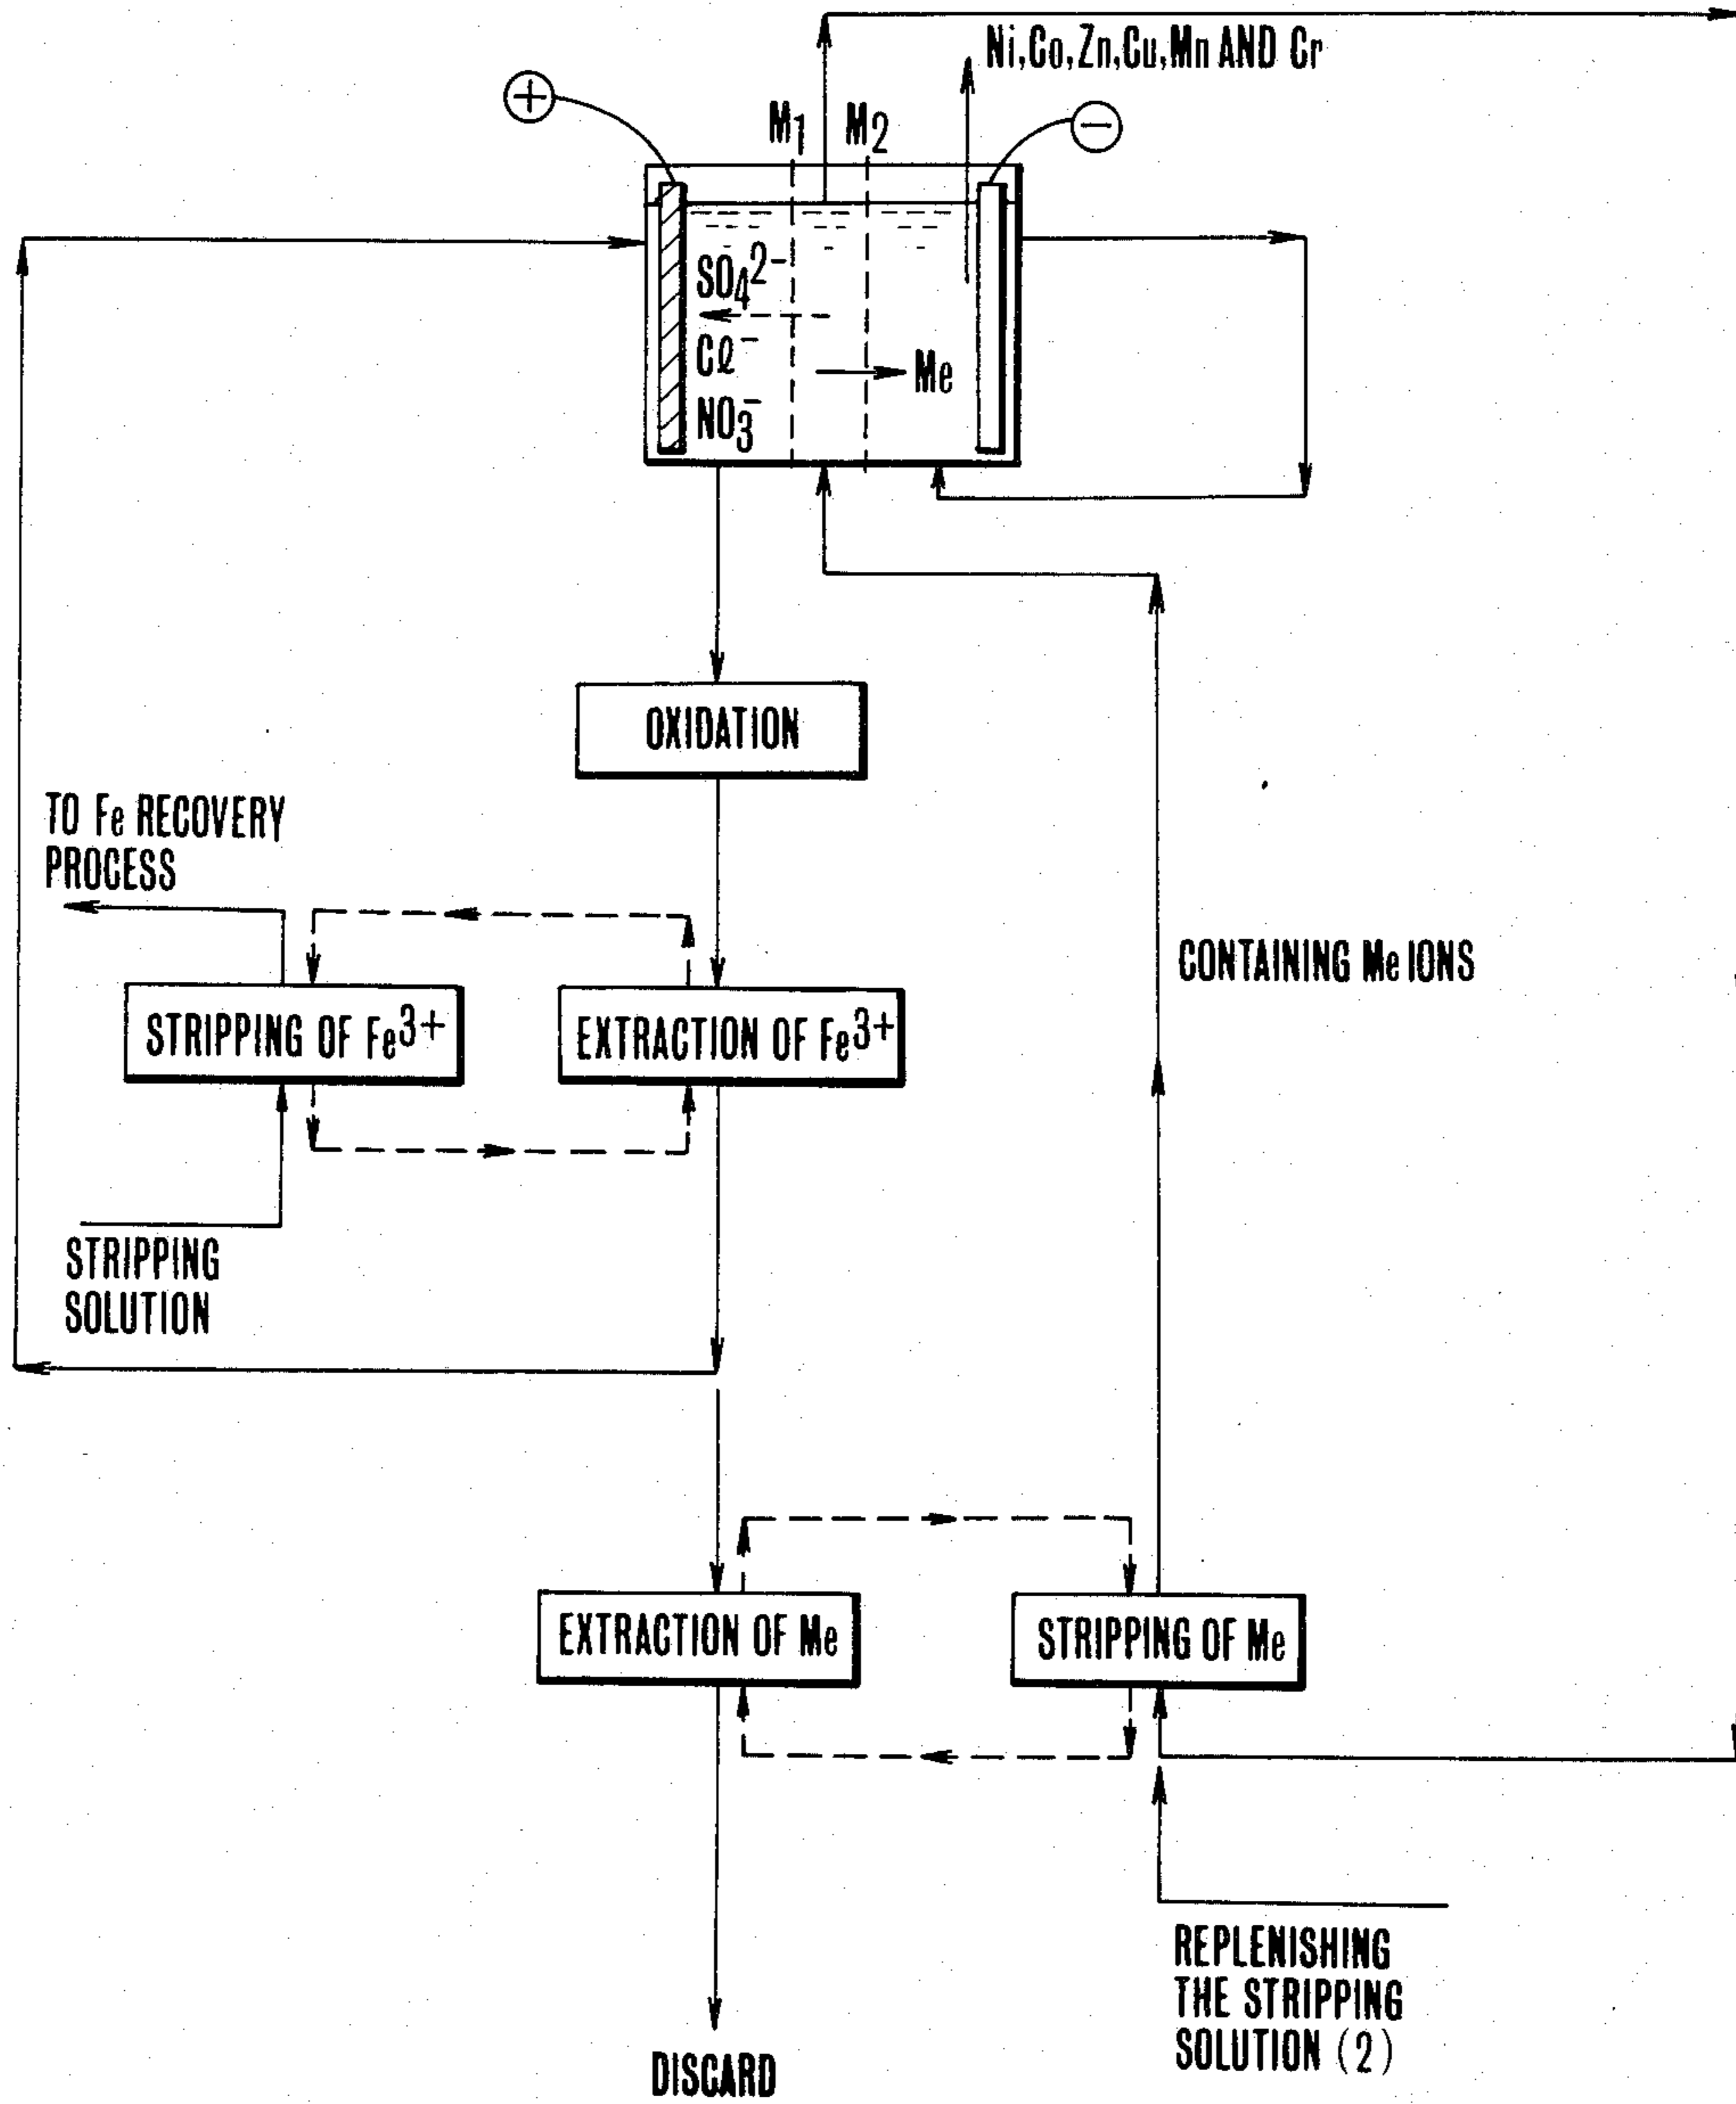 Ni,Co,Zn,Cu,Mn AND Cr
+
M1 M2
−
SO4 2−
Cℓ−
Me
NO3−
OXIDATION
TO Fe RECOVERY
PROCESS
CONTAINING Me IONS
STRIPPING OF Fe3+
EXTRACTION OF Fe3+
STRIPPING
SOLUTION
EXTRACTION OF Me
STRIPPING OF Me
REPLENISHING
THE STRIPPING
SOLUTION (2)
DISCARD